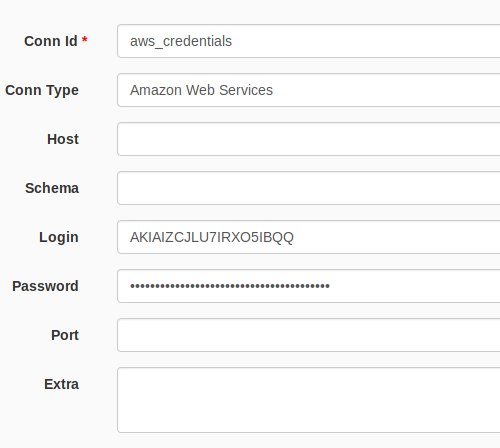 Conn Id * aws_credentials
Conn Type Amazon Web Services
Host
Schema
Login AKIAIZCJLU7IRXO5IBQQ
Password ••••••••••••••••••••••••••••••••••••••••
Port
Extra